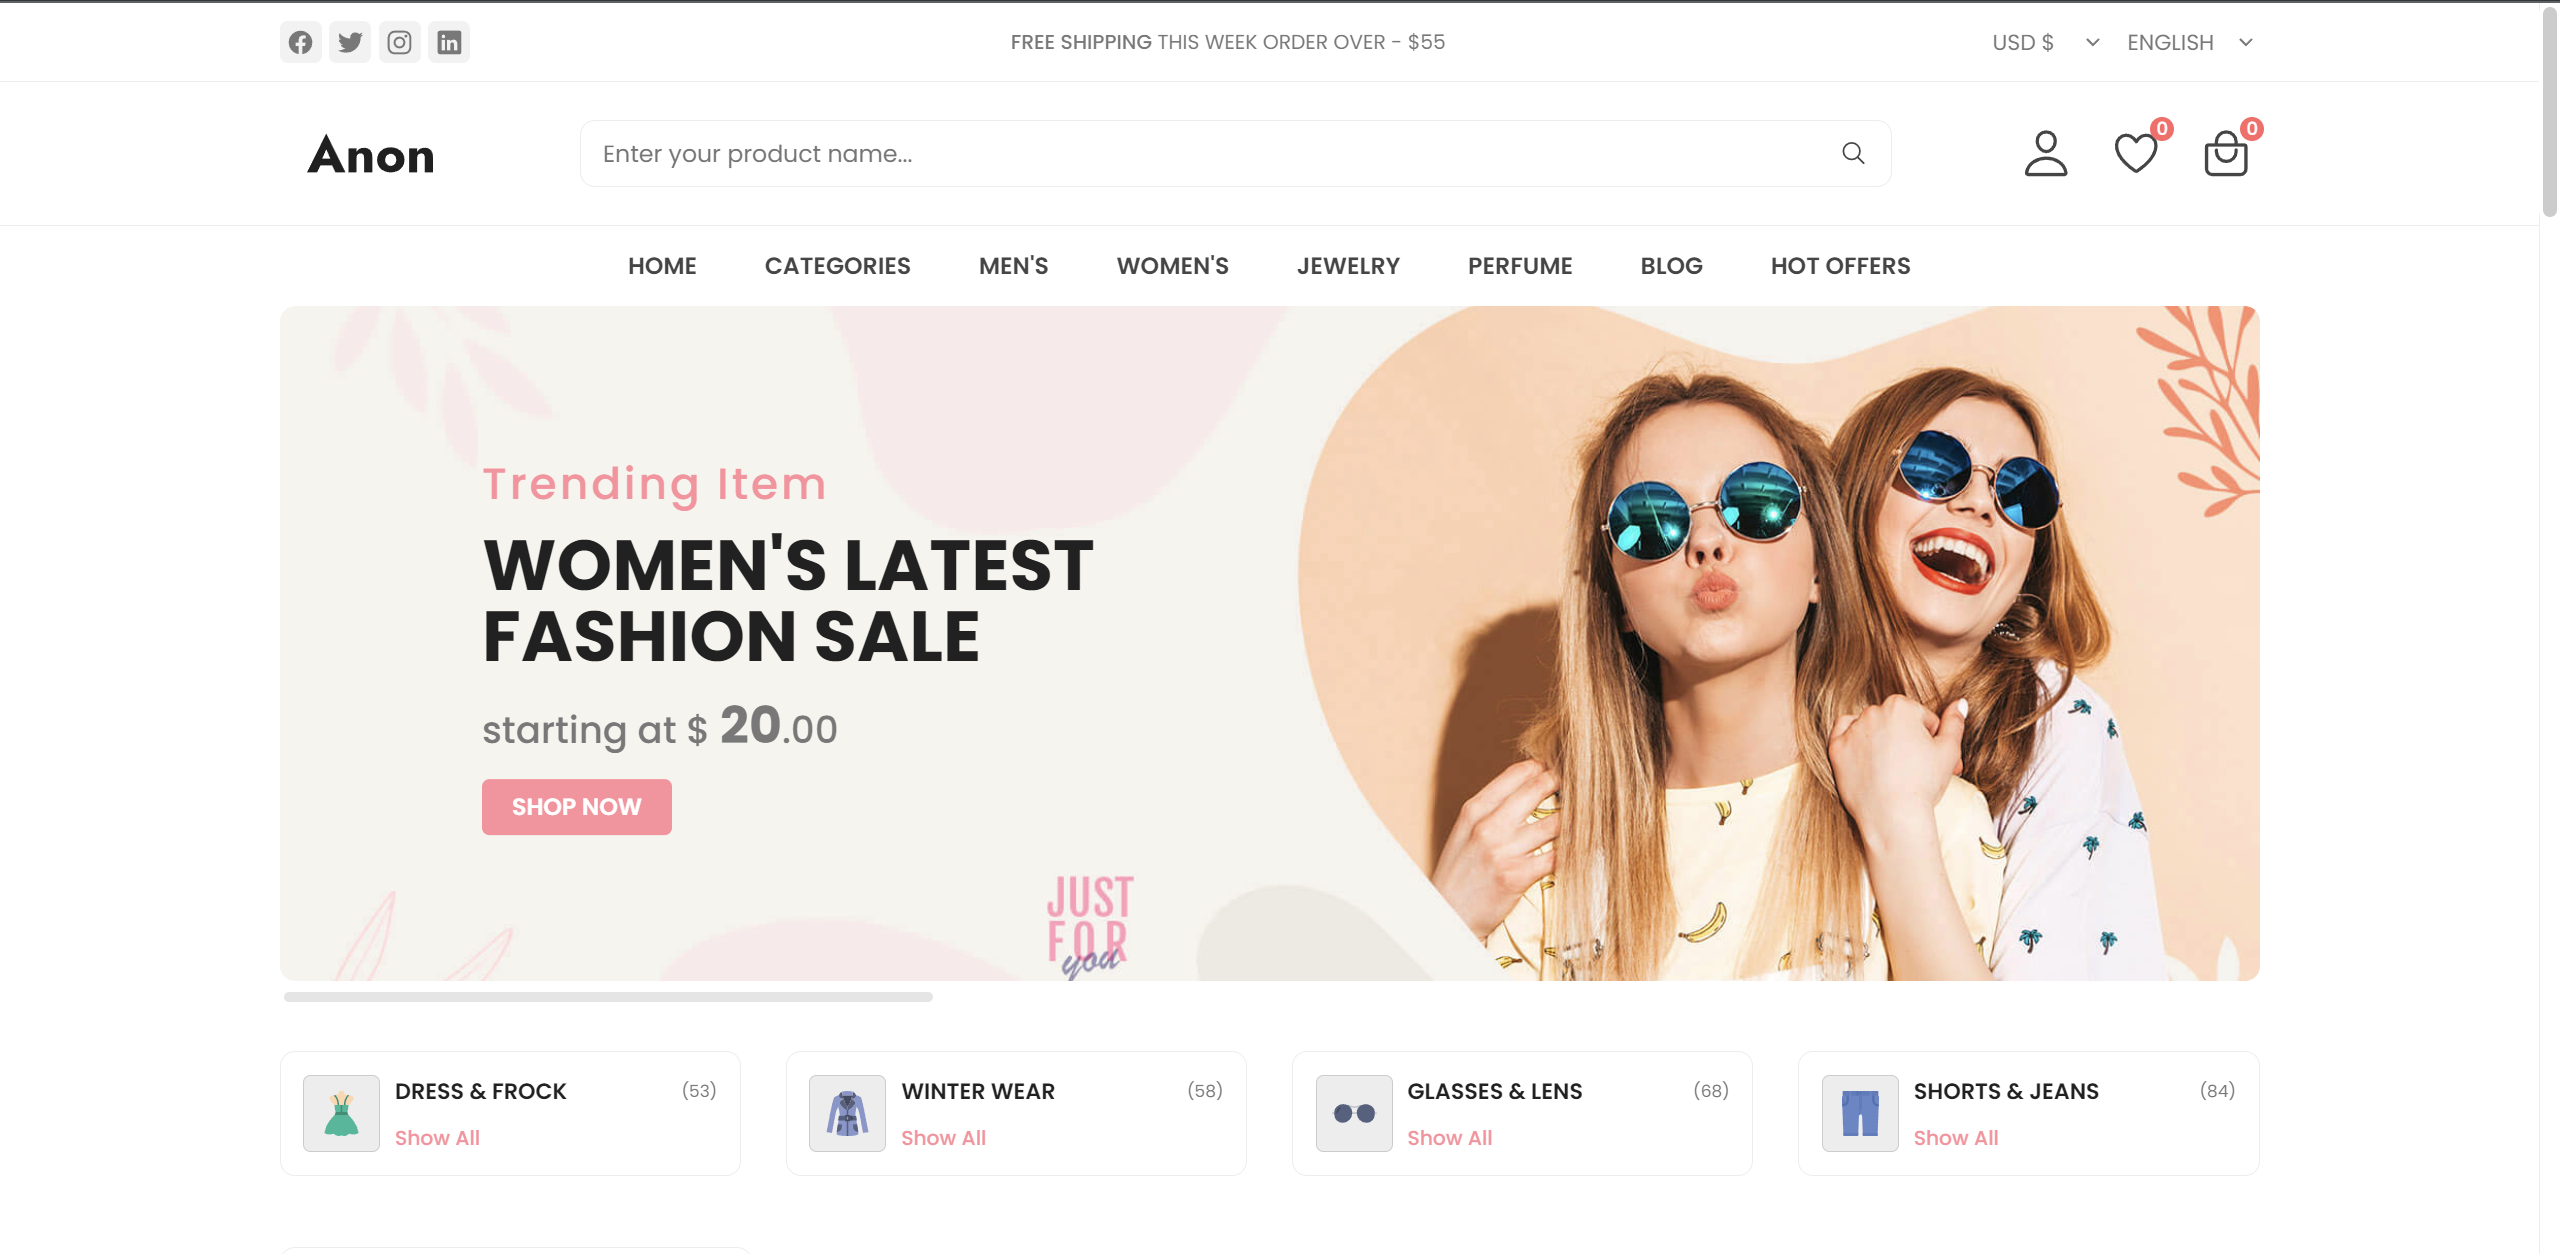 FREE SHIPPING THIS WEEK ORDER OVER - $55
USD $
ENGLISH
Anon
Enter your product name...
0
0
HOME
CATEGORIES
MEN'S
WOMEN'S
JEWELRY
PERFUME
BLOG
HOT OFFERS
Trending Item
WOMEN'S LATEST
FASHION SALE
starting at $ 20.00
SHOP NOW
JUST
FOR
you
DRESS & FROCK
(53)
Show All
WINTER WEAR
(58)
Show All
GLASSES & LENS
(68)
Show All
SHORTS & JEANS
(84)
Show All